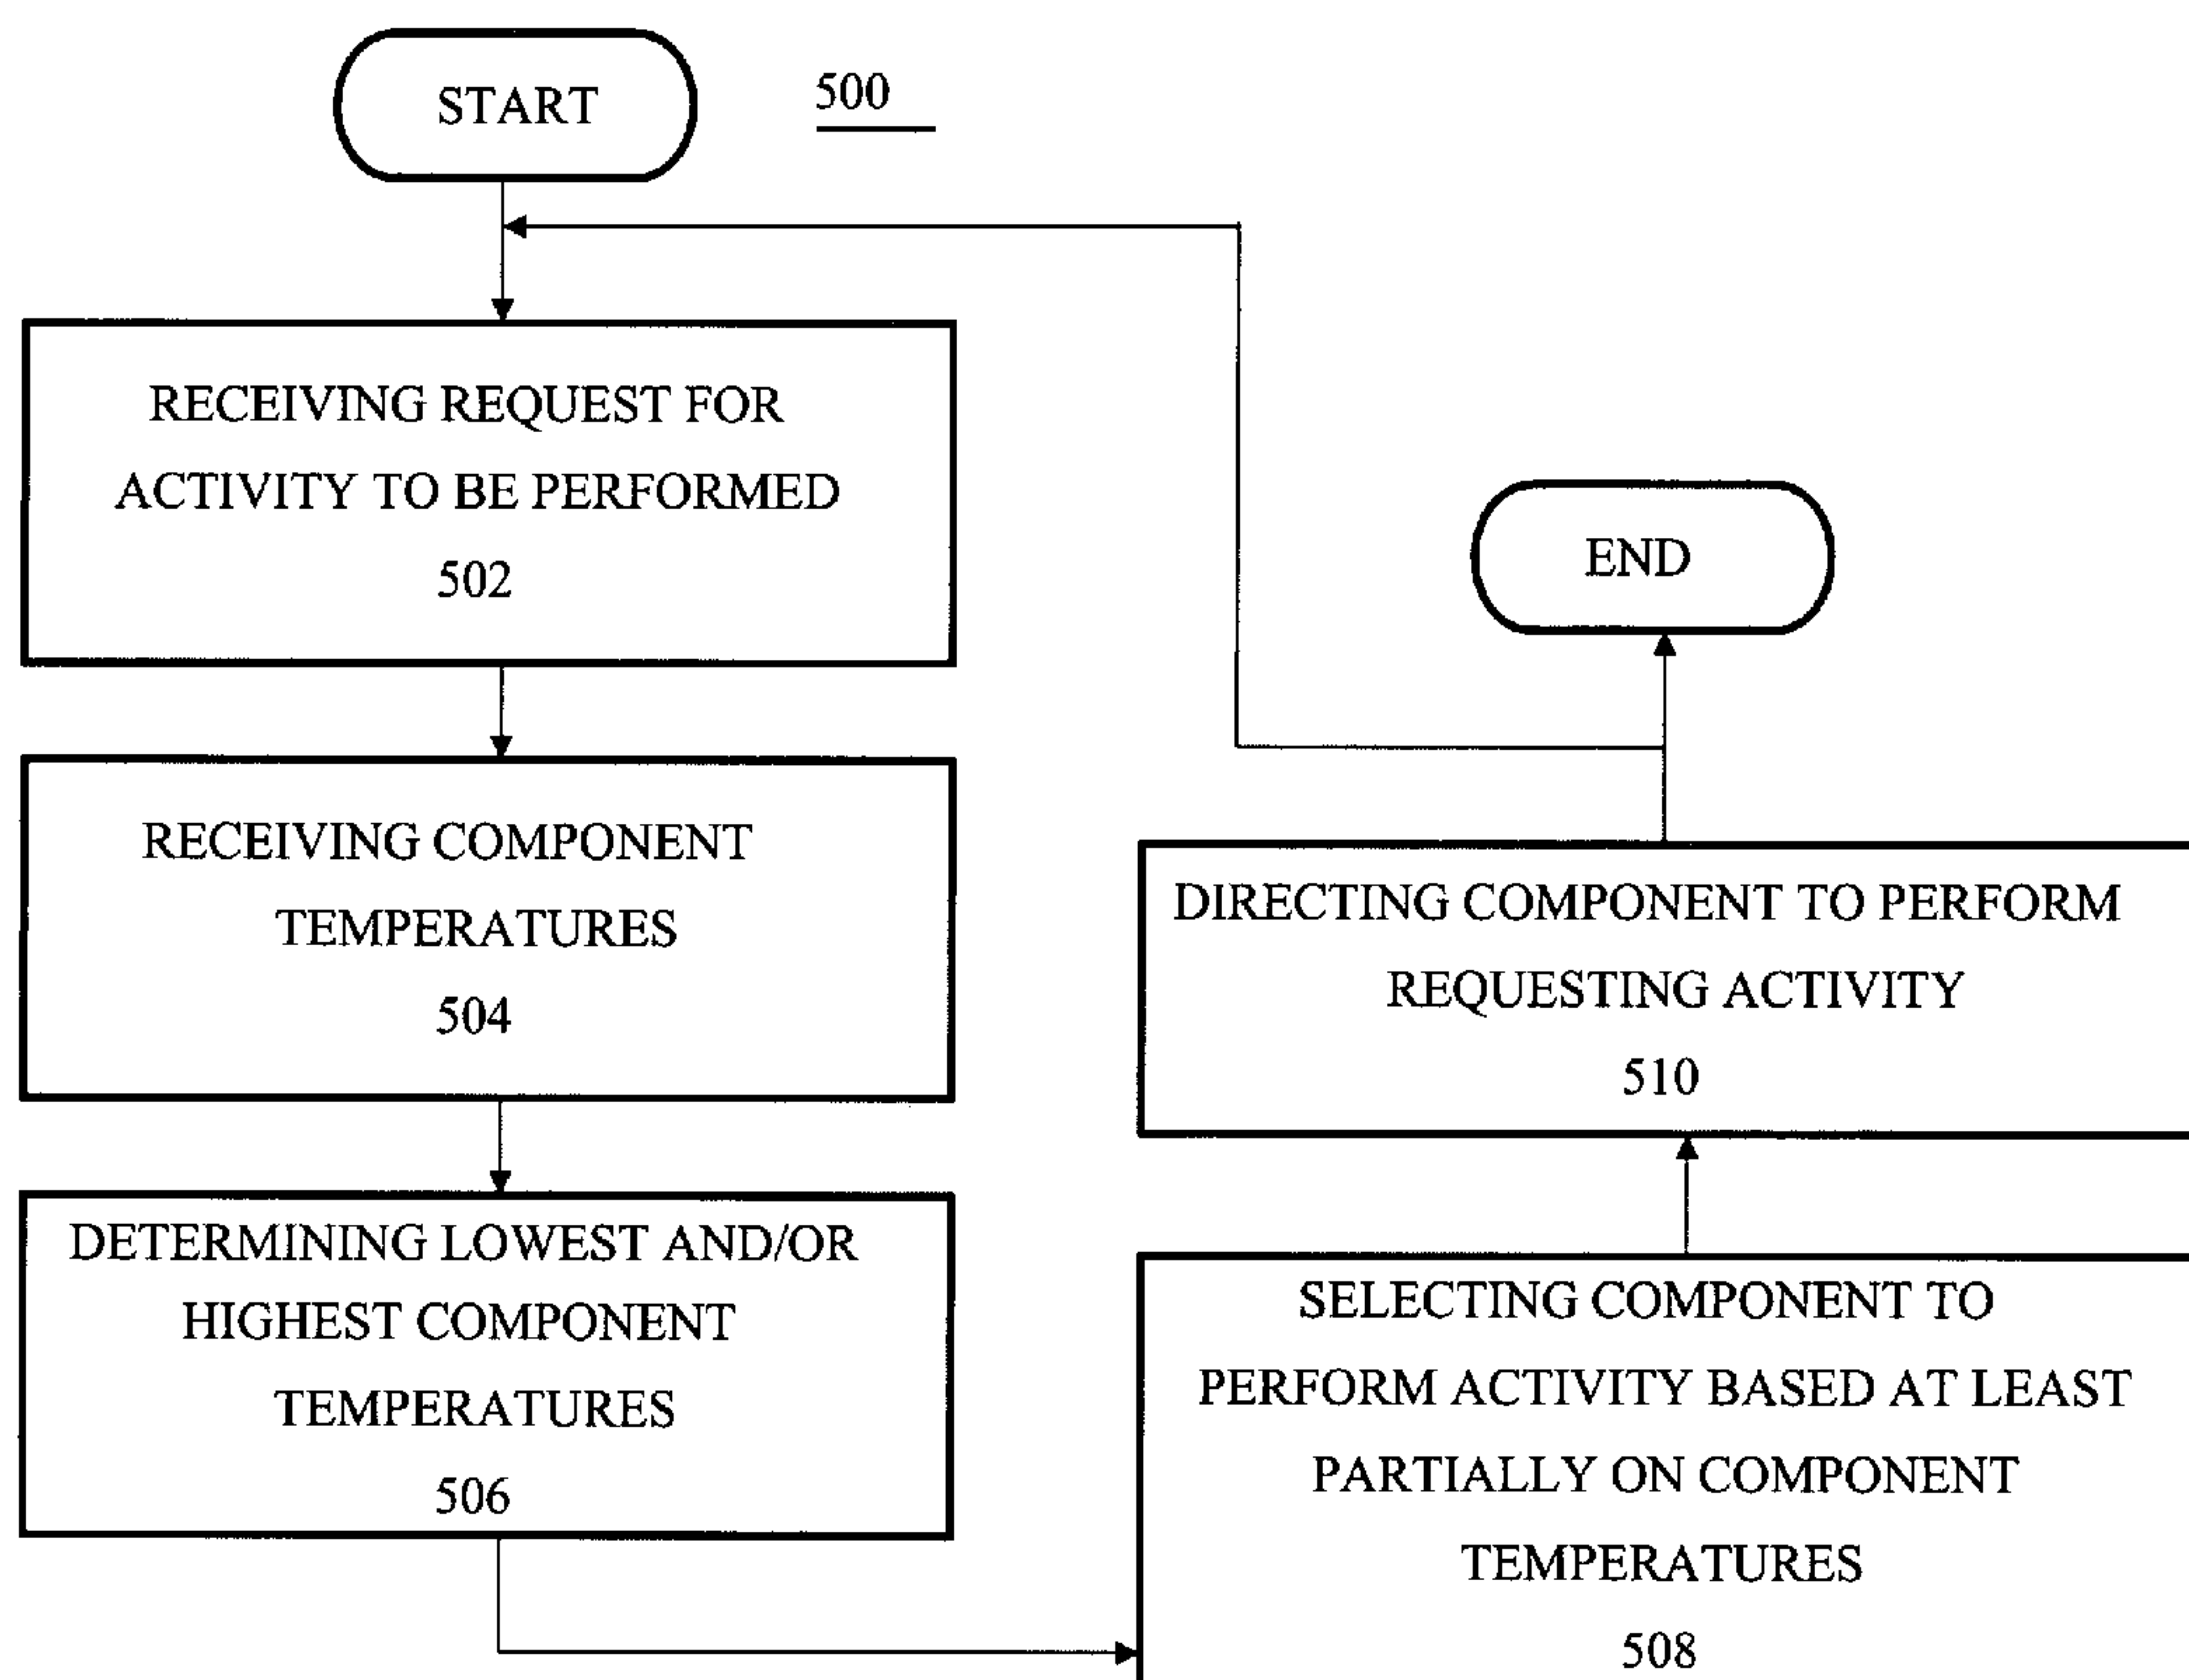 START
500
RECEIVING REQUEST FOR
ACTIVITY TO BE PERFORMED
502
RECEIVING COMPONENT
TEMPERATURES
504
DETERMINING LOWEST AND/OR
HIGHEST COMPONENT
TEMPERATURES
506
SELECTING COMPONENT TO
PERFORM ACTIVITY BASED AT LEAST
PARTIALLY ON COMPONENT
TEMPERATURES
508
DIRECTING COMPONENT TO PERFORM
REQUESTING ACTIVITY
510
END